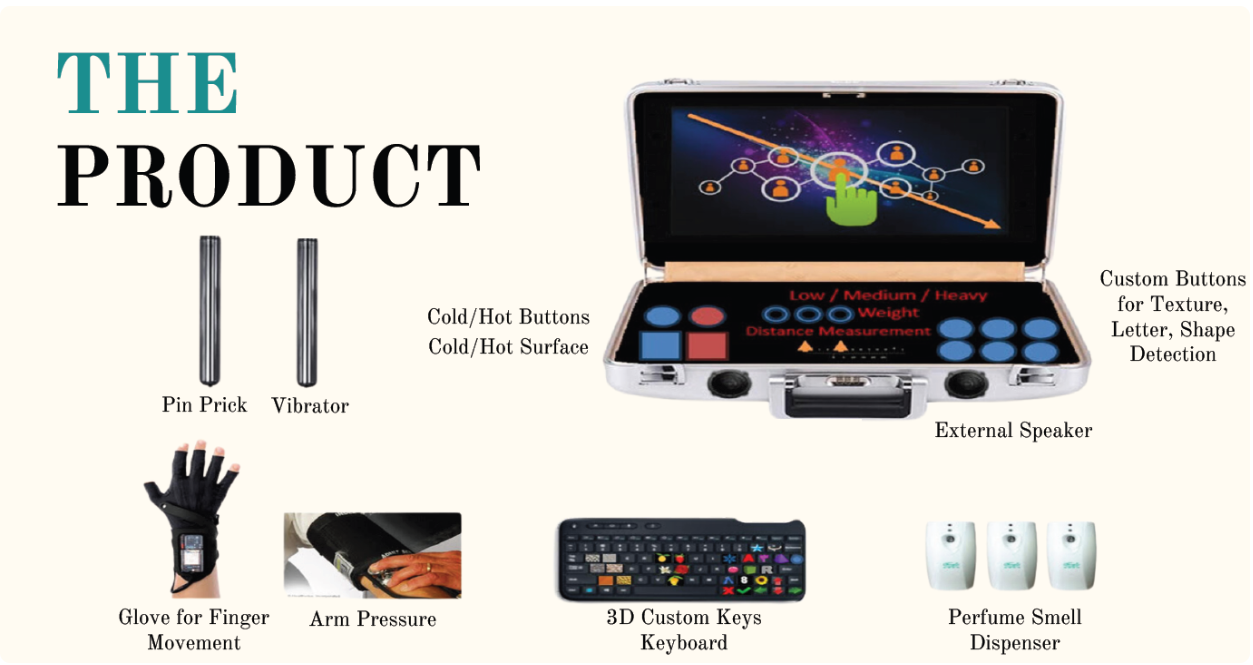 THE
PRODUCT
Pin Prick
Vibrator
Cold/Hot Buttons
Cold/Hot Surface
Low / Medium / Heavy
Weight
Distance Measurement
Custom Buttons
for Texture,
Letter, Shape
Detection
External Speaker
Glove for Finger
Movement
Arm Pressure
3D Custom Keys
Keyboard
Perfume Smell
Dispenser